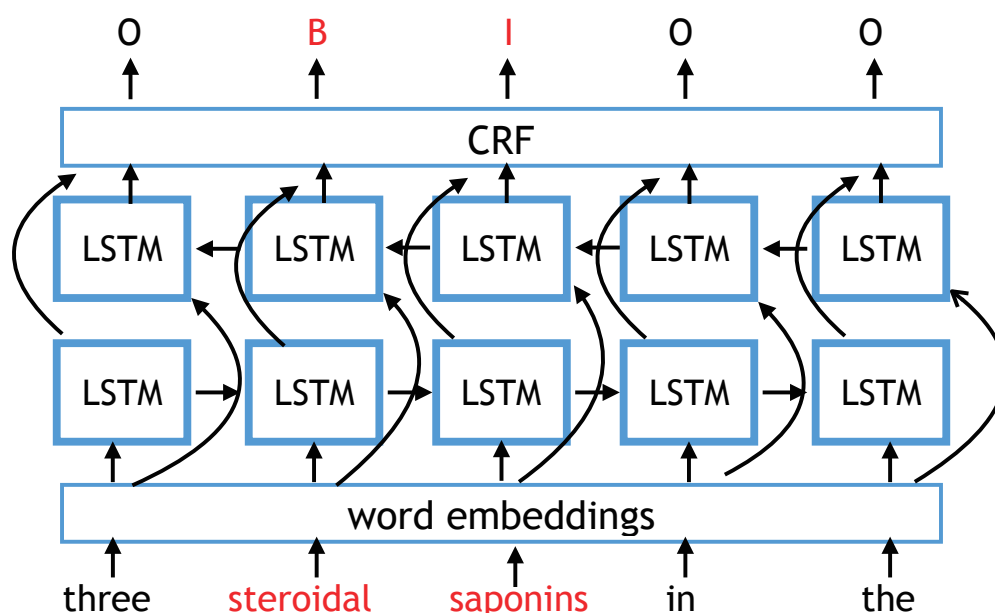 O B I O O
CRF
LSTM LSTM LSTM LSTM LSTM
LSTM LSTM LSTM LSTM LSTM
word embeddings
three steroidal saponins in the